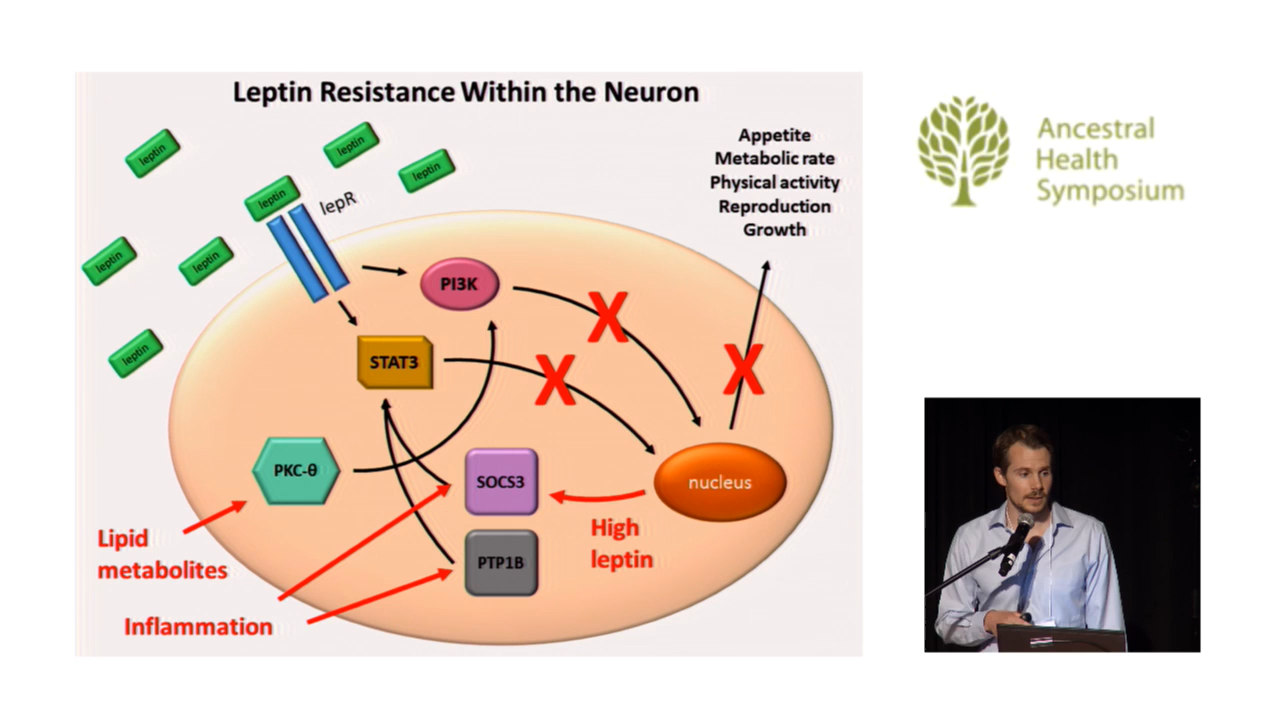 Leptin Resistance Within the Neuron
leptin
leptin
leptin
leptin
lepR
leptin
leptin
leptin
Appetite
Metabolic rate
Physical activity
Reproduction
Growth
PI3K
X
X
X
STAT3
PKC-θ
SOCS3
nucleus
PTP1B
High
leptin
Lipid
metabolites
Inflammation
Ancestral
Health
Symposium